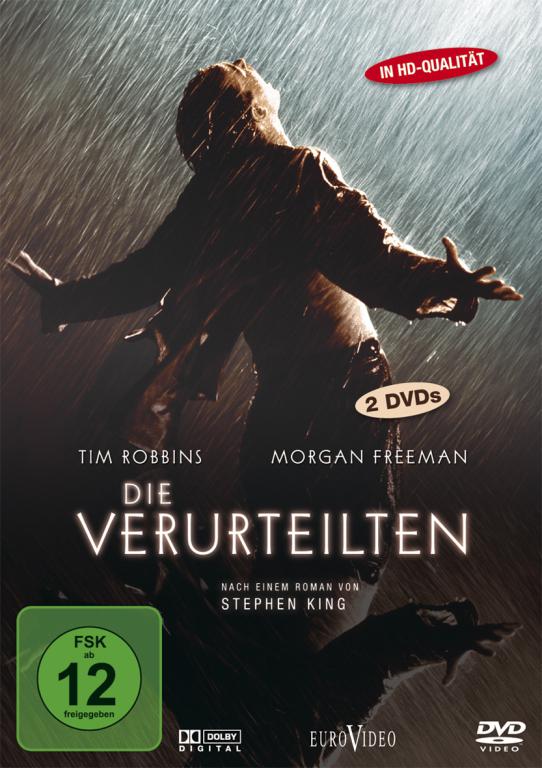 IN HD-QUALITÄT
2 DVDs
TIM ROBBINS MORGAN FREEMAN
DIE
VERURTEILTEN
NACH EINEM ROMAN VON
STEPHEN KING
FSK
ab
12
freigegeben
DOLBY
DIGITAL
EUROVIDEO
DVD
VIDEO